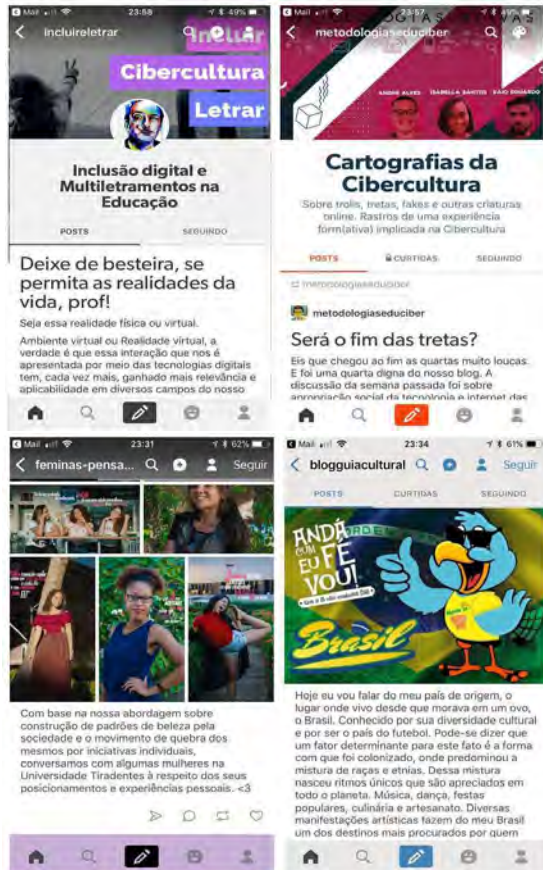 Mail 23:58 49%
incluireletrar
Incluir
Cibercultura
Letrar
Inclusão digital e
Multiletramentos na
Educação
POSTS SEGUINDO
Deixe de besteira, se
permita as realidades da
vida, prof!
Seja essa realidade física ou virtual.
Ambiente virtual ou Realidade virtual, a
verdade é que essa interação que nos é
apresentada por meio das tecnologias digitais
tem, cada vez mais, ganhado mais relevância e
aplicabilidade em diversos campos do nosso
Mail 23:57 49%
metodologiaseduciber
ANDRÉ ALVES ISABELLA SANTOS KAIO EDUARDO
Cartografias da
Cibercultura
Sobre trolls, tretas, fakes e outras criaturas
online. Rastros de uma experiência
form(ativa) implicada na Cibercultura
POSTS CURTIDAS SEGUINDO
metodologiaseduciber
metodologiaseduciber
Será o fim das tretas?
Eis que chegou ao fim as quartas muito loucas.
E foi uma quarta digna do nosso blog. A
discussão da semana passada foi sobre
apropriação social da tecnologia e internet das
Mail 23:31 62%
feminas-pensa... Seguir
Com base na nossa abordagem sobre
construção de padrões de beleza pela
sociedade e o movimento de quebra dos
mesmos por iniciativas individuais,
conversamos com algumas mulheres na
Universidade Tiradentes à respeito dos seus
posicionamentos e experiências pessoais. <3
Mail 23:34 61%
blogguiacultural Seguir
POSTS CURTIDAS SEGUINDO
ANDÁ
COM
EU FÉ
VOU!
Brasil
Hoje eu vou falar do meu país de origem, o
lugar onde vivo desde que morava em um ovo,
o Brasil. Conhecido por sua diversidade cultural
e por ser o país do futebol. Pode-se dizer que
um fator determinante para este fato é a forma
com que foi colonizado, onde predominou a
mistura de raças e etnias. Dessa mistura
nasceu ritmos únicos que são apreciados em
todo o planeta. Música, dança, festas
populares, culinária e artesanato. Diversas
manifestações artísticas fazem do meu Brasil
um dos destinos mais procurados por quem